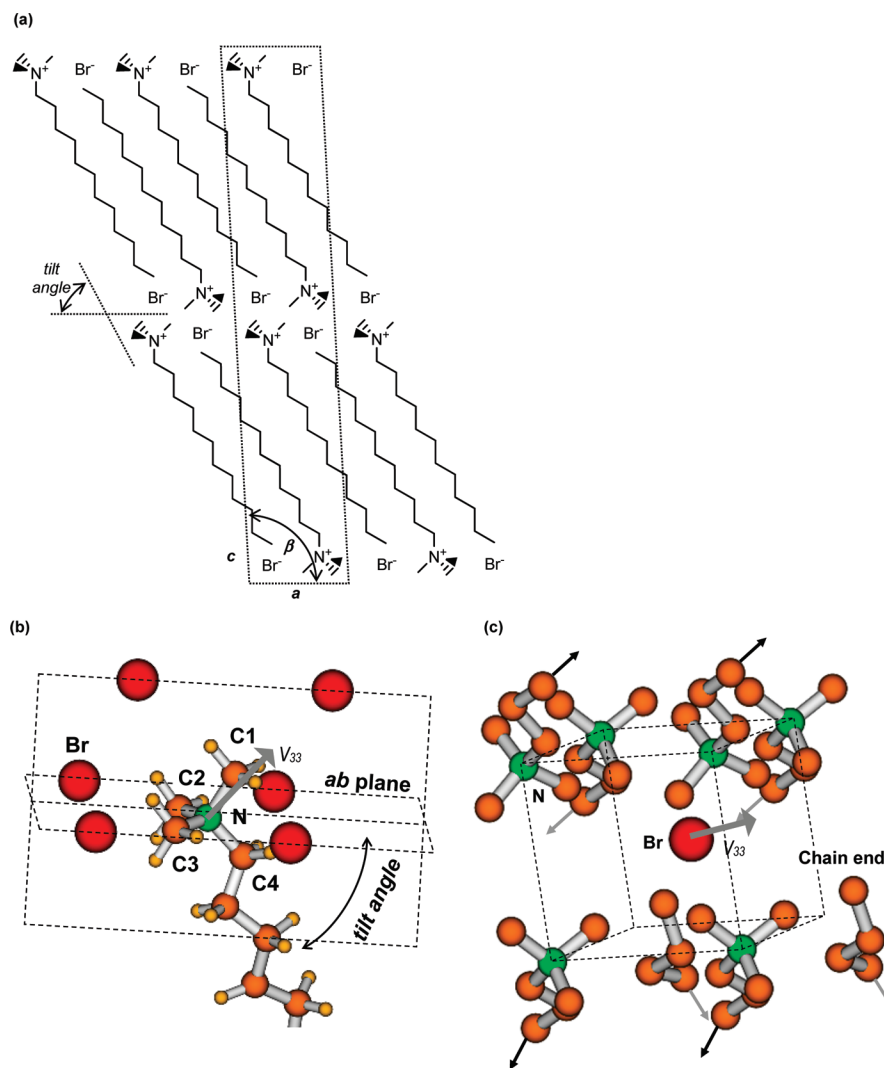 (a)
N⁺ Br⁻ N⁺ Br⁻ N⁺ Br⁻
tilt
angle
Br⁻ N⁺ Br⁻ N⁺ Br⁻
N⁺ Br⁻ N⁺ Br⁻ N⁺
β
c
Br⁻ N⁺ Br⁻ N⁺ Br⁻
a
(b)
C1
V₃₃
Br
ab plane
C2
N
C3
C4
tilt angle
(c)
N
Br
V₃₃
Chain end